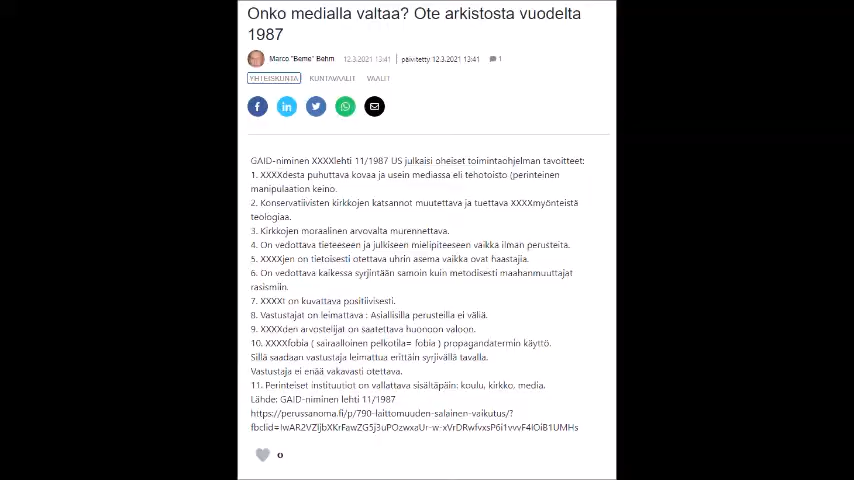 Onko medialla valtaa? Ote arkistosta vuodelta
1987
Marco "Beme" Behm 12.3.2021 13:41 päivitetty 12.3.2021 13:41 1
YHTEISKUNTA KUNTAVAALIT VAALIT
GAID-niminen XXXXlehti 11/1987 US julkaisi oheiset toimintaohjelman tavoitteet:
1. XXXXdesta puhuttava kovaa ja usein mediassa eli tehotoisto (perinteinen
manipulaation keino.
2. Konservatiivisten kirkkojen katsannot muutettava ja tuettava XXXXmyönteistä
teologiaa.
3. Kirkkojen moraalinen arvovalta murennettava.
4. On vedottava tieteeseen ja julkiseen mielipiteeseen vaikka ilman perusteita.
5. XXXXjen on tietoisesti otettava uhrin asema vaikka ovat haastajia.
6. On vedottava kaikessa syrjintään samoin kuin metodisesti maahanmuuttajat
rasismiin.
7. XXXXt on kuvattava positiivisesti.
8. Vastustajat on leimattava : Asiallisilla perusteilla ei väliä.
9. XXXXden arvostelijat on saatettava huonoon valoon.
10. XXXXfobia ( sairaalloinen pelkotila= fobia ) propagandatermin käyttö.
Sillä saadaan vastustaja leimattua erittäin syrjivällä tavalla.
Vastustaja ei enää vakavasti otettava.
11. Perinteiset instituutiot on vallattava sisältäpäin: koulu, kirkko, media.
Lähde: GAID-niminen lehti 11/1987
https://perussanoma.fi/p/790-laittomuuden-salainen-vaikutus/?
fbclid=IwAR2VZIjbXKrFawZG5j3uPOzwxaUr-w-xVrDRwfvxsP6i1vvvF4IOiB1UMHs
0